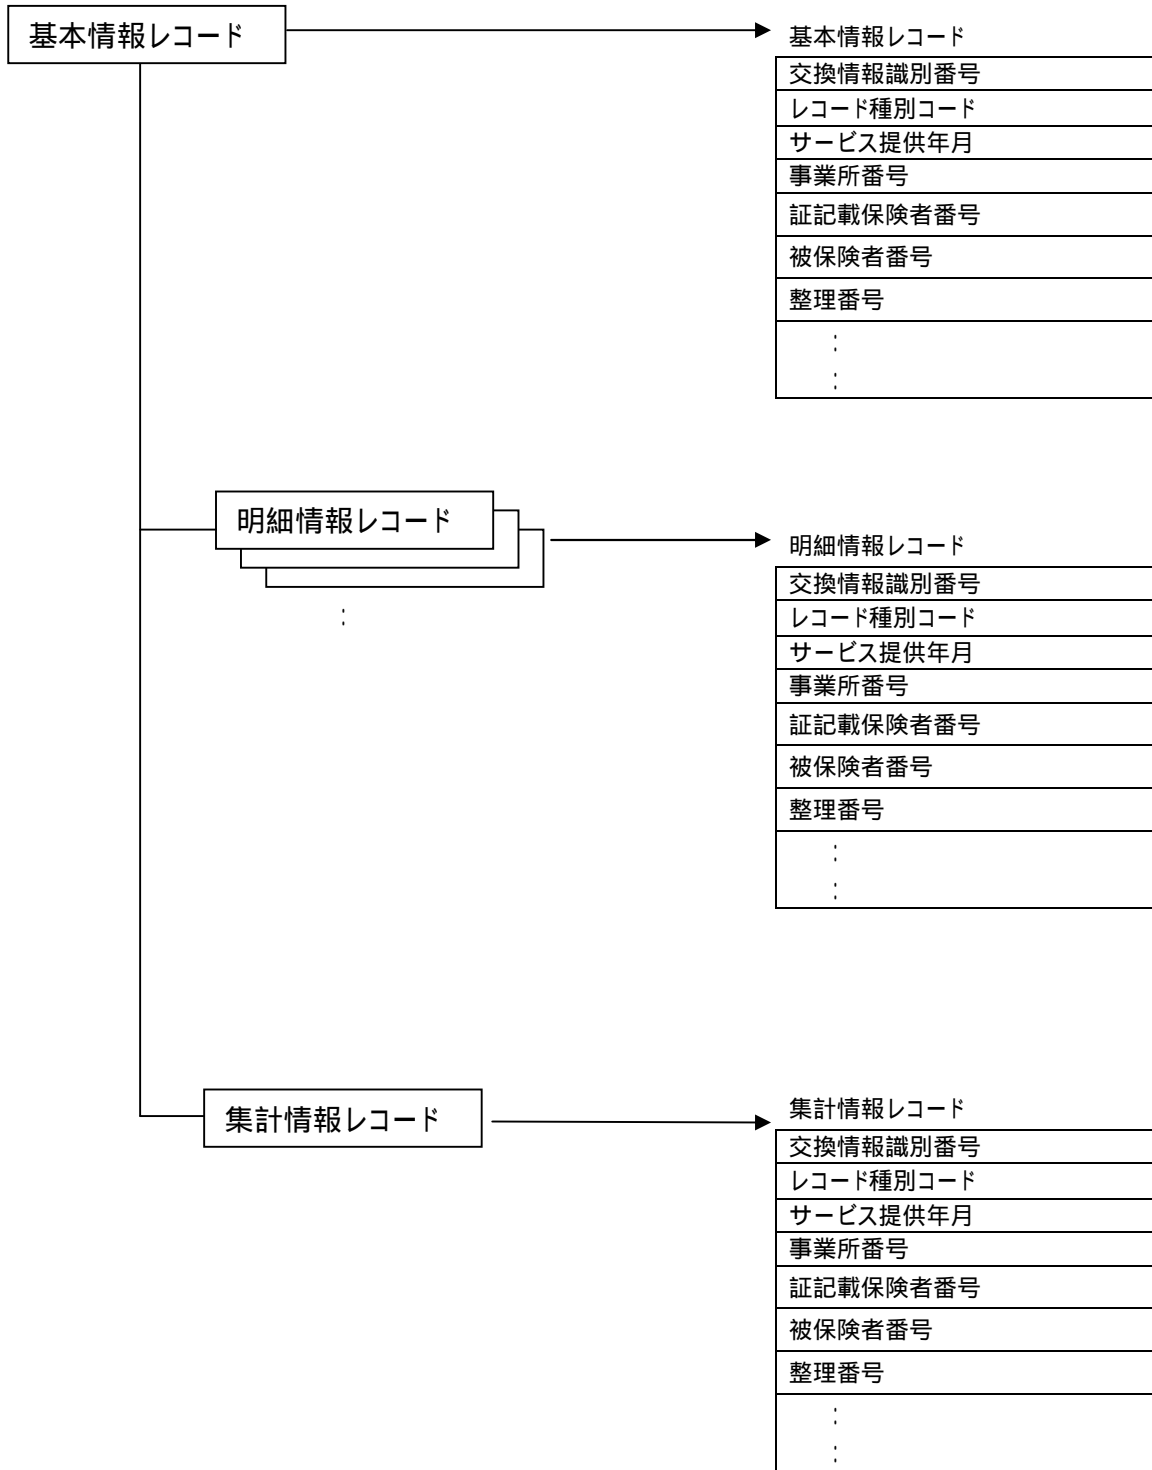 基本情報レコード
基本情報レコード
交換情報識別番号
レコード種別コード
サービス提供年月
事業所番号
証記載保険者番号
被保険者番号
整理番号
:
:
明細情報レコード
:
明細情報レコード
交換情報識別番号
レコード種別コード
サービス提供年月
事業所番号
証記載保険者番号
被保険者番号
整理番号
:
:
集計情報レコード
集計情報レコード
交換情報識別番号
レコード種別コード
サービス提供年月
事業所番号
証記載保険者番号
被保険者番号
整理番号
:
: